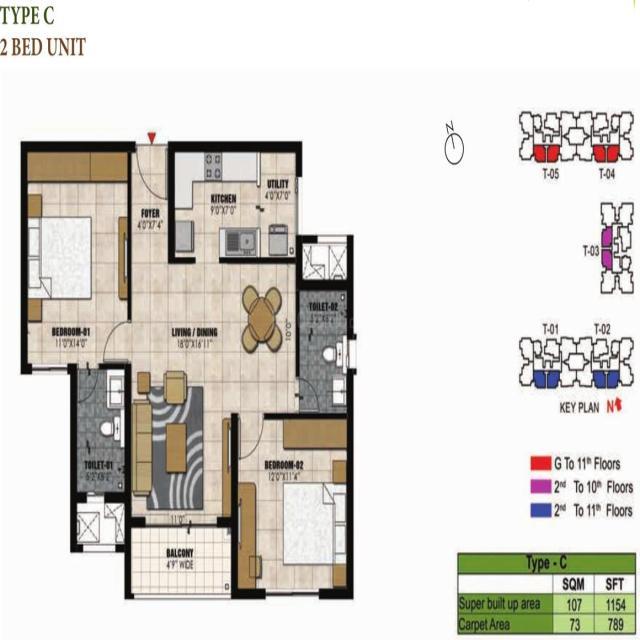 TYPE C
2 BED UNIT
N
FOYER
4'0"X7'4"
KITCHEN
9'0"X7'0"
UTILITY
4'0"X7'0"
BEDROOM-01
11'0"X14'0"
LIVING / DINING
18'0"X16'11"
10'0"
TOILET-02
TOILET-01
5'2"X8'2"
BEDROOM-02
12'0"X11'4"
11'0"
BALCONY
4'9" WIDE
T-05 T-04
T-03
T-01 T-02
KEY PLAN N
G To 11th Floors
2nd To 10th Floors
2nd To 11th Floors
Type - C
SQM SFT
Super built up area 107 1154
Carpet Area 73 789